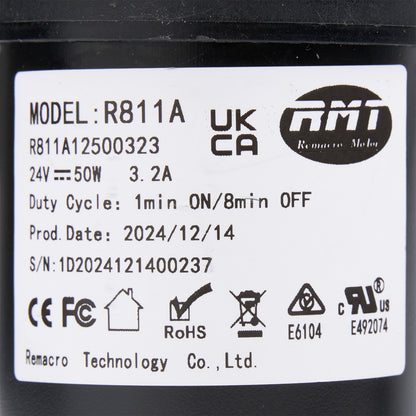 MODEL:R811A
R811A12500323
24V⎓50W 3.2A
Duty Cycle: 1min ON/8min OFF
Prod.Date: 2024/12/14
S/N:1D2024121400237
UK
CA
RMT
Remacro Motor
CE FC
RoHS
E6104
c UL us
E492074
Remacro Technology Co.,Ltd.